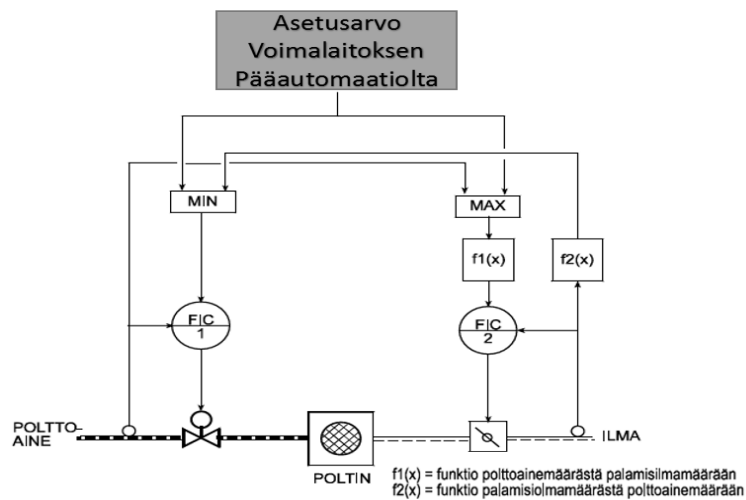 Asetusarvo
Voimalaitoksen
Pääautomaatiolta
MIN
MAX
f1(x)
f2(x)
FIC
1
FIC
2
POLTTO-
AINE
ILMA
POLTIN
f1(x) = funktio polttoainemäärästä palamisilmamäärään
f2(x) = funktio palamisiolmamäärästä polttoainemäärään